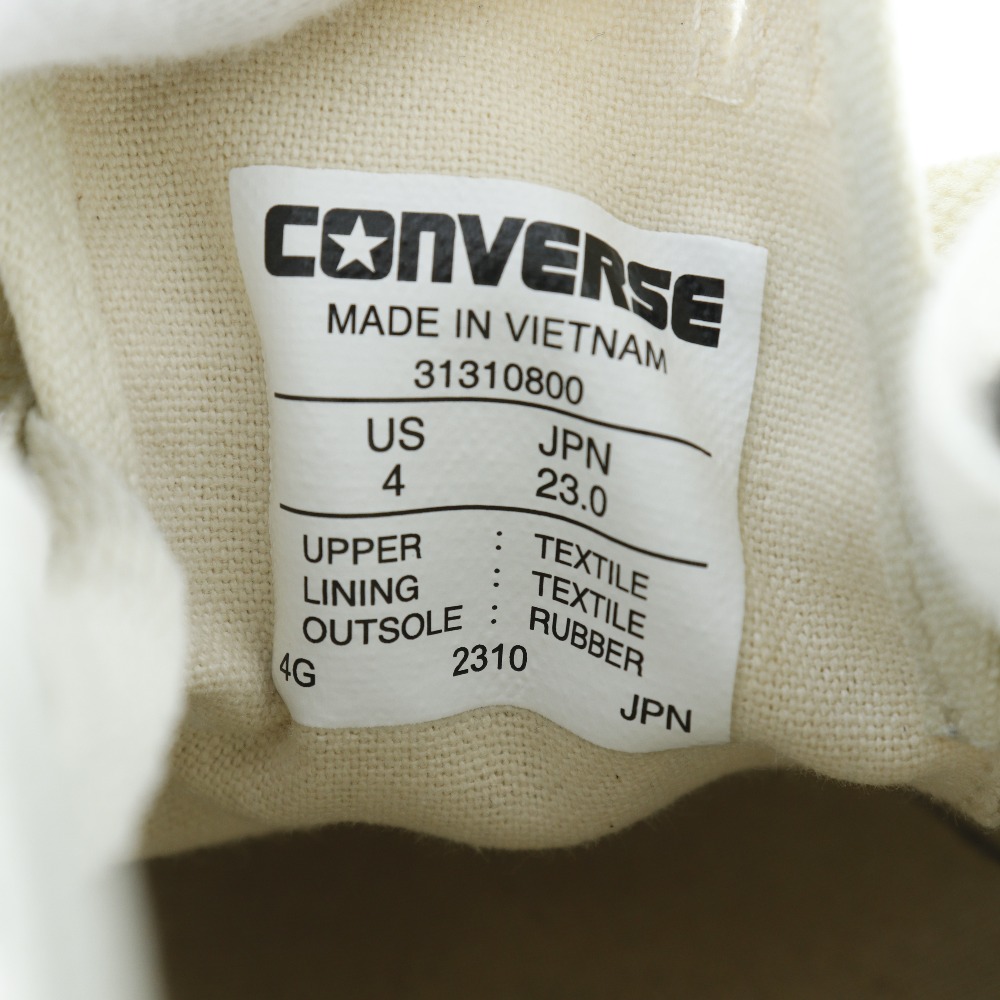 CONVERSE
MADE IN VIETNAM
31310800
US JPN
4 23.0
UPPER : TEXTILE
LINING : TEXTILE
OUTSOLE : RUBBER
4G 2310
JPN